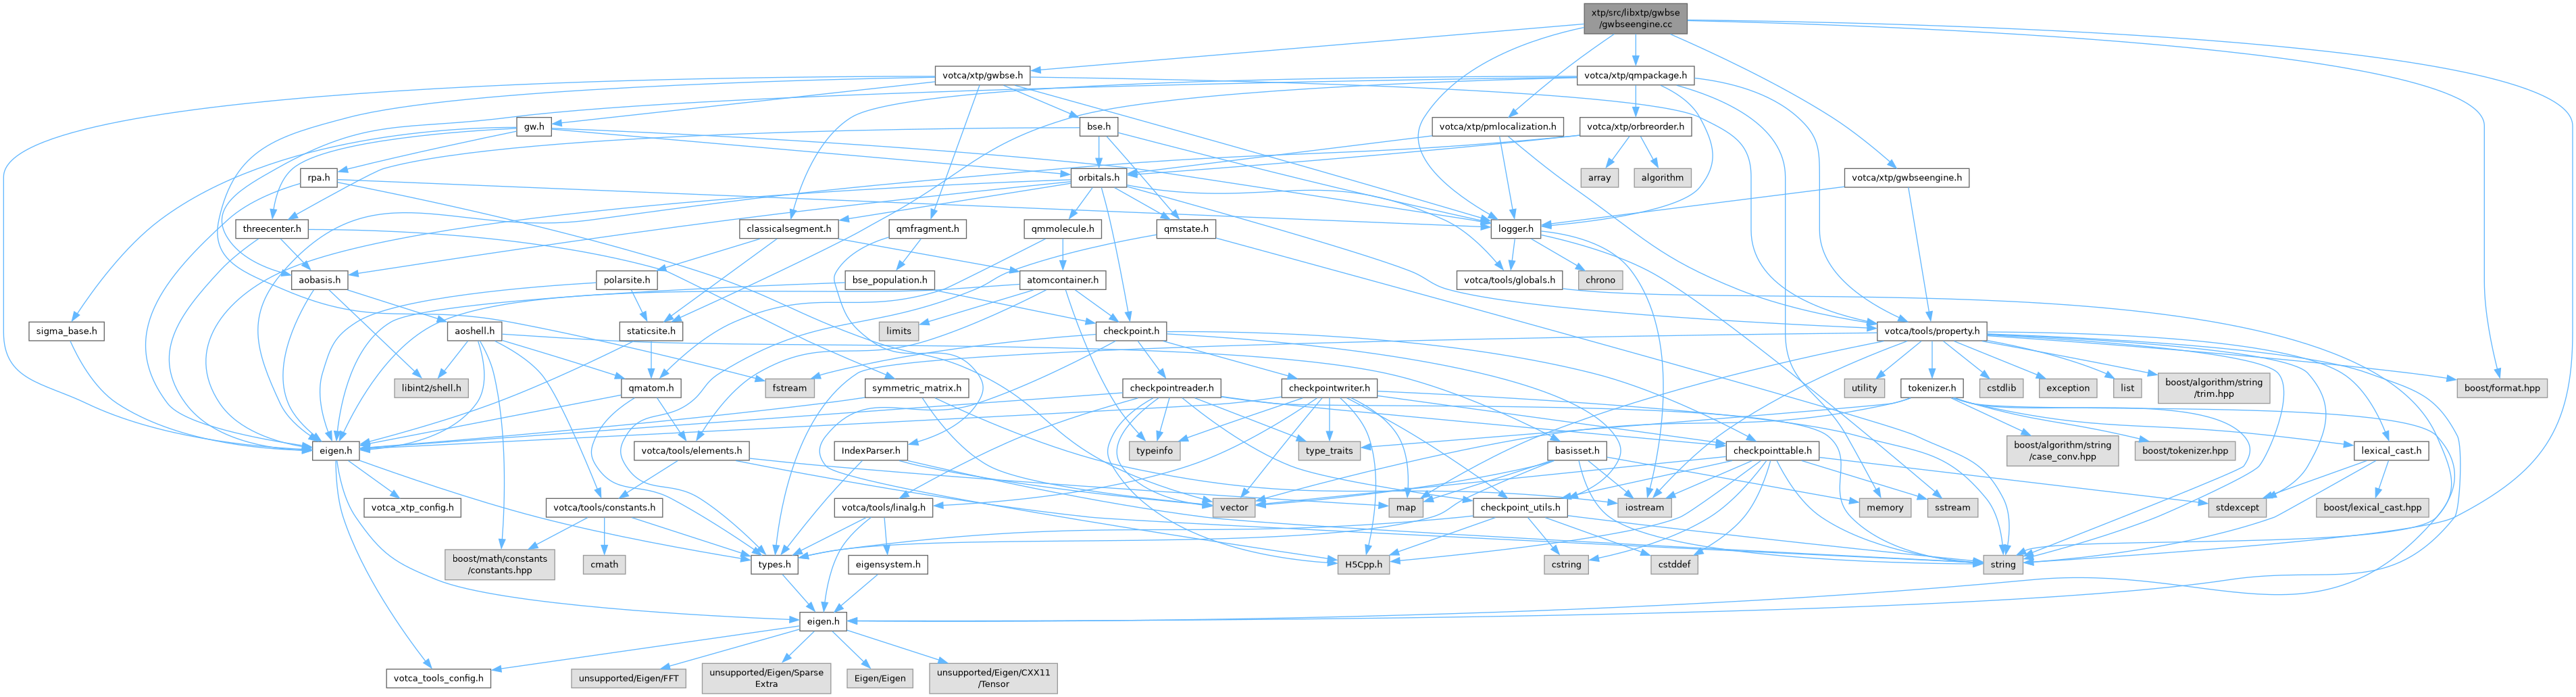 xtp/src/libxtp/gwbse
/gwbseengine.cc
votca/xtp/gwbse.h
votca/xtp/qmpackage.h
gw.h
bse.h
votca/xtp/pmlocalization.h
votca/xtp/orbreorder.h
rpa.h
orbitals.h
array
algorithm
votca/xtp/gwbseengine.h
threecenter.h
classicalsegment.h
qmfragment.h
qmmolecule.h
qmstate.h
logger.h
aobasis.h
polarsite.h
bse_population.h
atomcontainer.h
votca/tools/globals.h
chrono
sigma_base.h
aoshell.h
staticsite.h
limits
checkpoint.h
votca/tools/property.h
libint2/shell.h
qmatom.h
fstream
symmetric_matrix.h
checkpointreader.h
checkpointwriter.h
utility
tokenizer.h
cstdlib
exception
list
boost/algorithm/string
/trim.hpp
boost/format.hpp
eigen.h
votca/tools/elements.h
IndexParser.h
typeinfo
type_traits
basisset.h
checkpointtable.h
boost/algorithm/string
/case_conv.hpp
boost/tokenizer.hpp
lexical_cast.h
votca_xtp_config.h
votca/tools/constants.h
votca/tools/linalg.h
vector
map
checkpoint_utils.h
iostream
memory
sstream
boost/lexical_cast.hpp
stdexcept
boost/math/constants
/constants.hpp
cmath
types.h
eigensystem.h
H5Cpp.h
cstring
cstddef
string
eigen.h
votca_tools_config.h
unsupported/Eigen/FFT
unsupported/Eigen/Sparse
Extra
Eigen/Eigen
unsupported/Eigen/CXX11
/Tensor